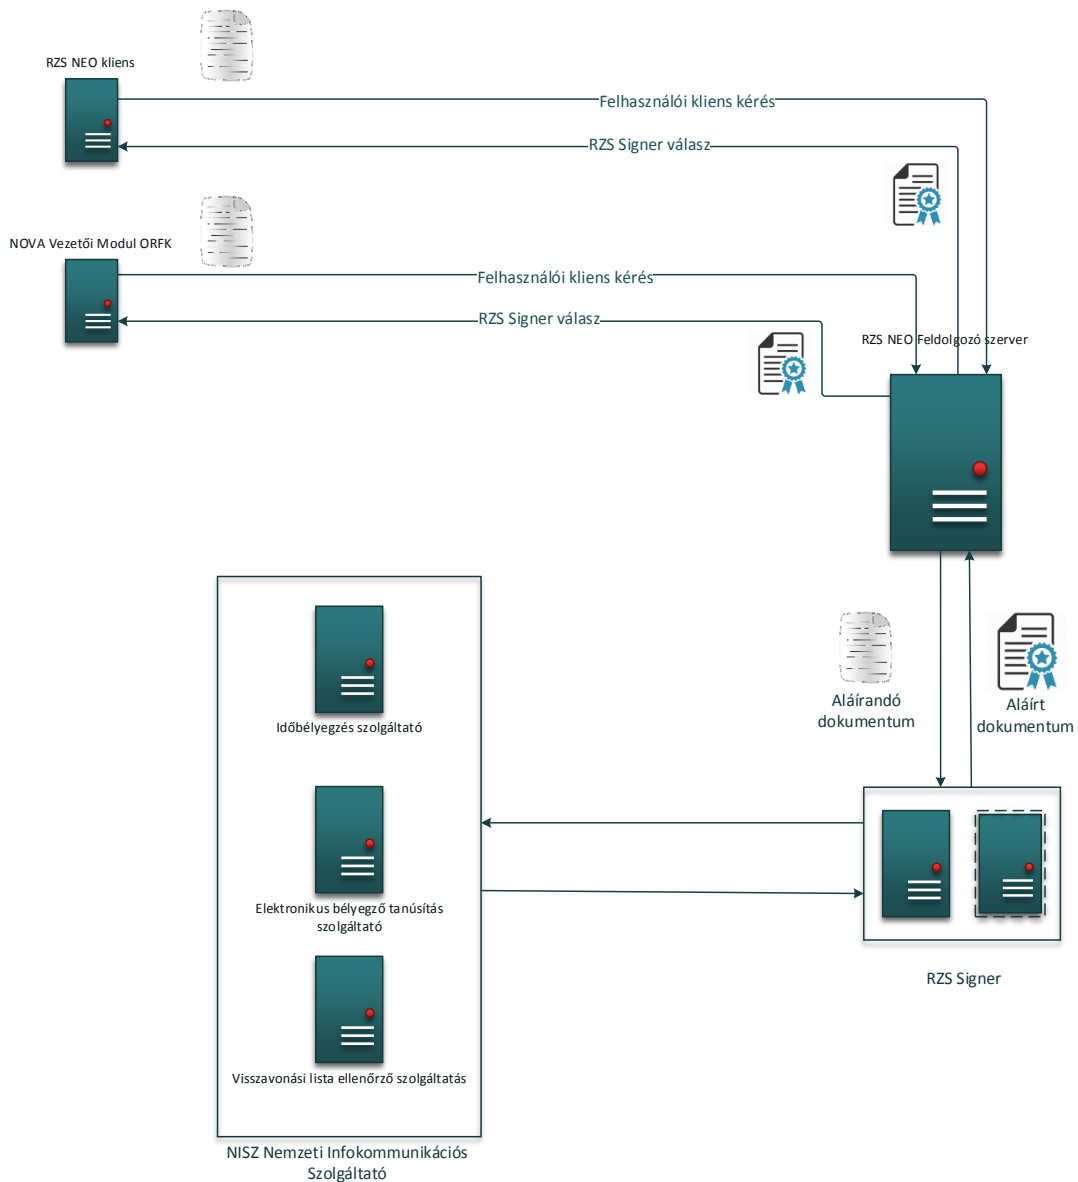 RZS NEO kliens
Felhasználói kliens kérés
RZS Signer válasz
NOVA Vezetői Modul ORFK
Felhasználói kliens kérés
RZS Signer válasz
RZS NEO Feldolgozó szerver
Aláírandó
dokumentum
Aláírt
dokumentum
Időbélyegzés szolgáltató
Elektronikus bélyegző tanúsítás
szolgáltató
Visszavonási lista ellenőrző szolgáltatás
RZS Signer
NISZ Nemzeti Infokommunikációs
Szolgáltató